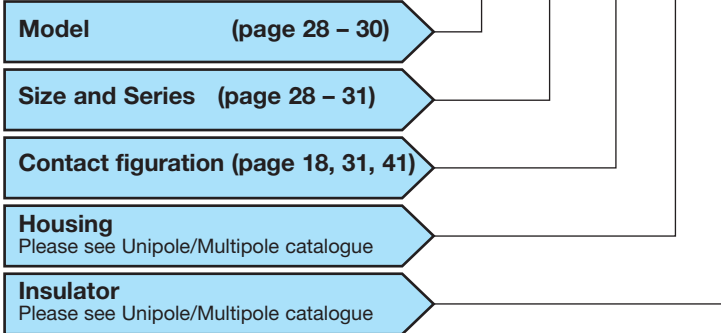 Model (page 28 – 30)
Size and Series (page 28 – 31)
Contact figuration (page 18, 31, 41)
Housing
Please see Unipole/Multipole catalogue
Insulator
Please see Unipole/Multipole catalogue